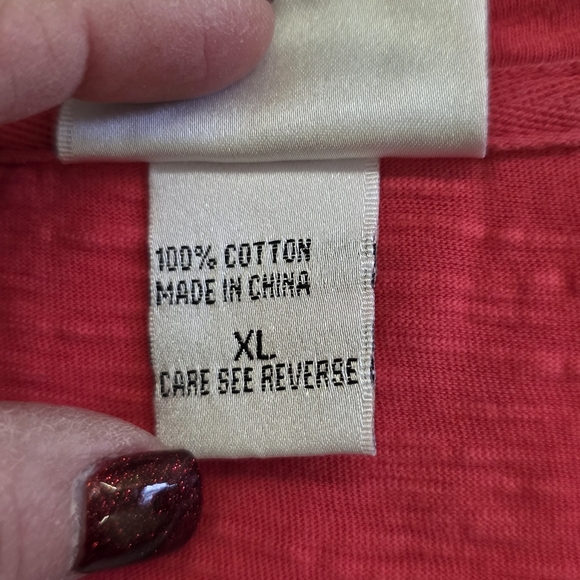 100% COTTON
MADE IN CHINA
XL
CARE SEE REVERSE